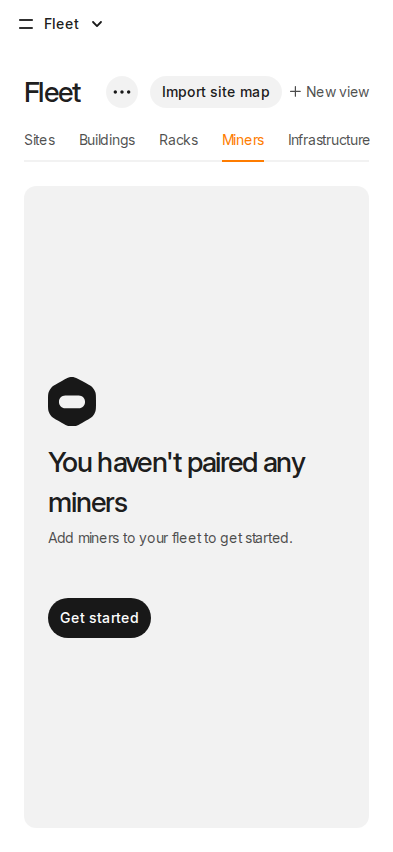 Fleet
Fleet
Import site map
New view
Sites
Buildings
Racks
Miners
Infrastructure
You haven't paired any
miners
Add miners to your fleet to get started.
Get started